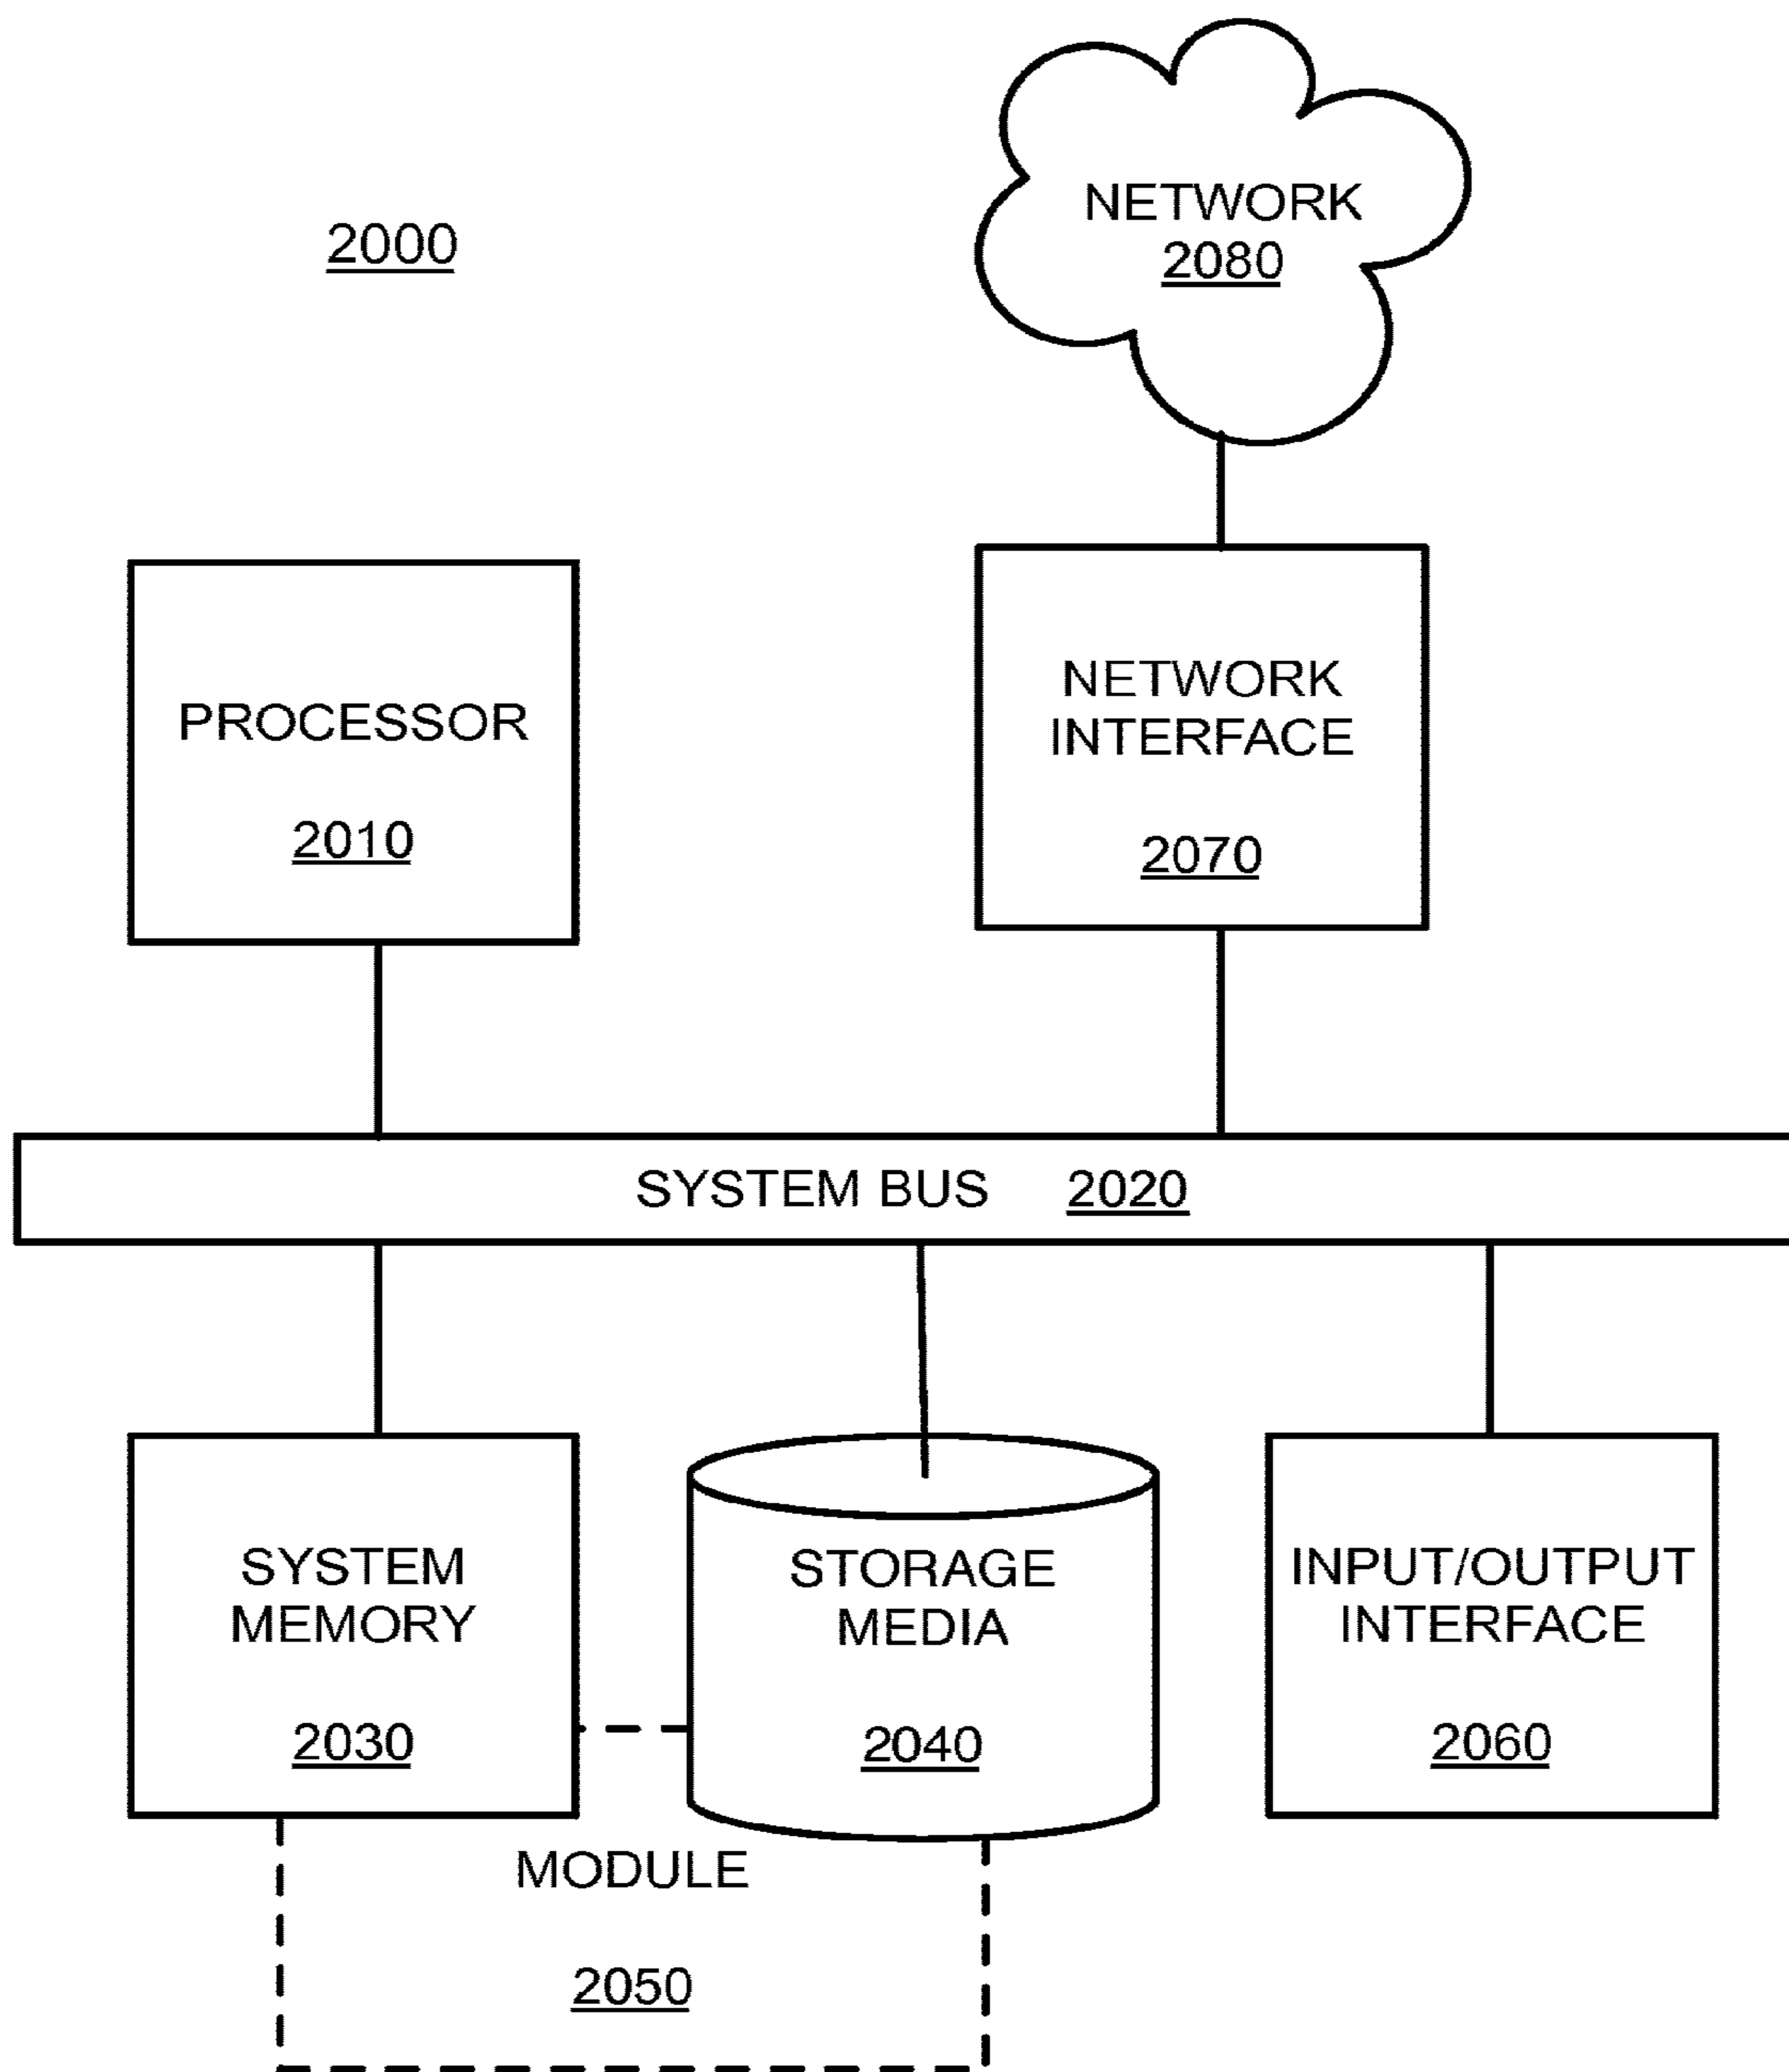 2000
NETWORK
2080
PROCESSOR
2010
NETWORK
INTERFACE
2070
SYSTEM BUS 2020
SYSTEM
MEMORY
2030
STORAGE
MEDIA
2040
INPUT/OUTPUT
INTERFACE
2060
MODULE
2050